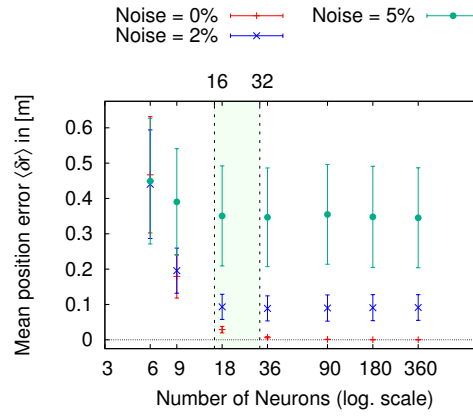 Noise = 0%
Noise = 2%
Noise = 5%
16 32
Mean position error ⟨δr⟩ in [m]
0.6
0.5
0.4
0.3
0.2
0.1
0
3 6 9 18 36 90 180 360
Number of Neurons (log. scale)